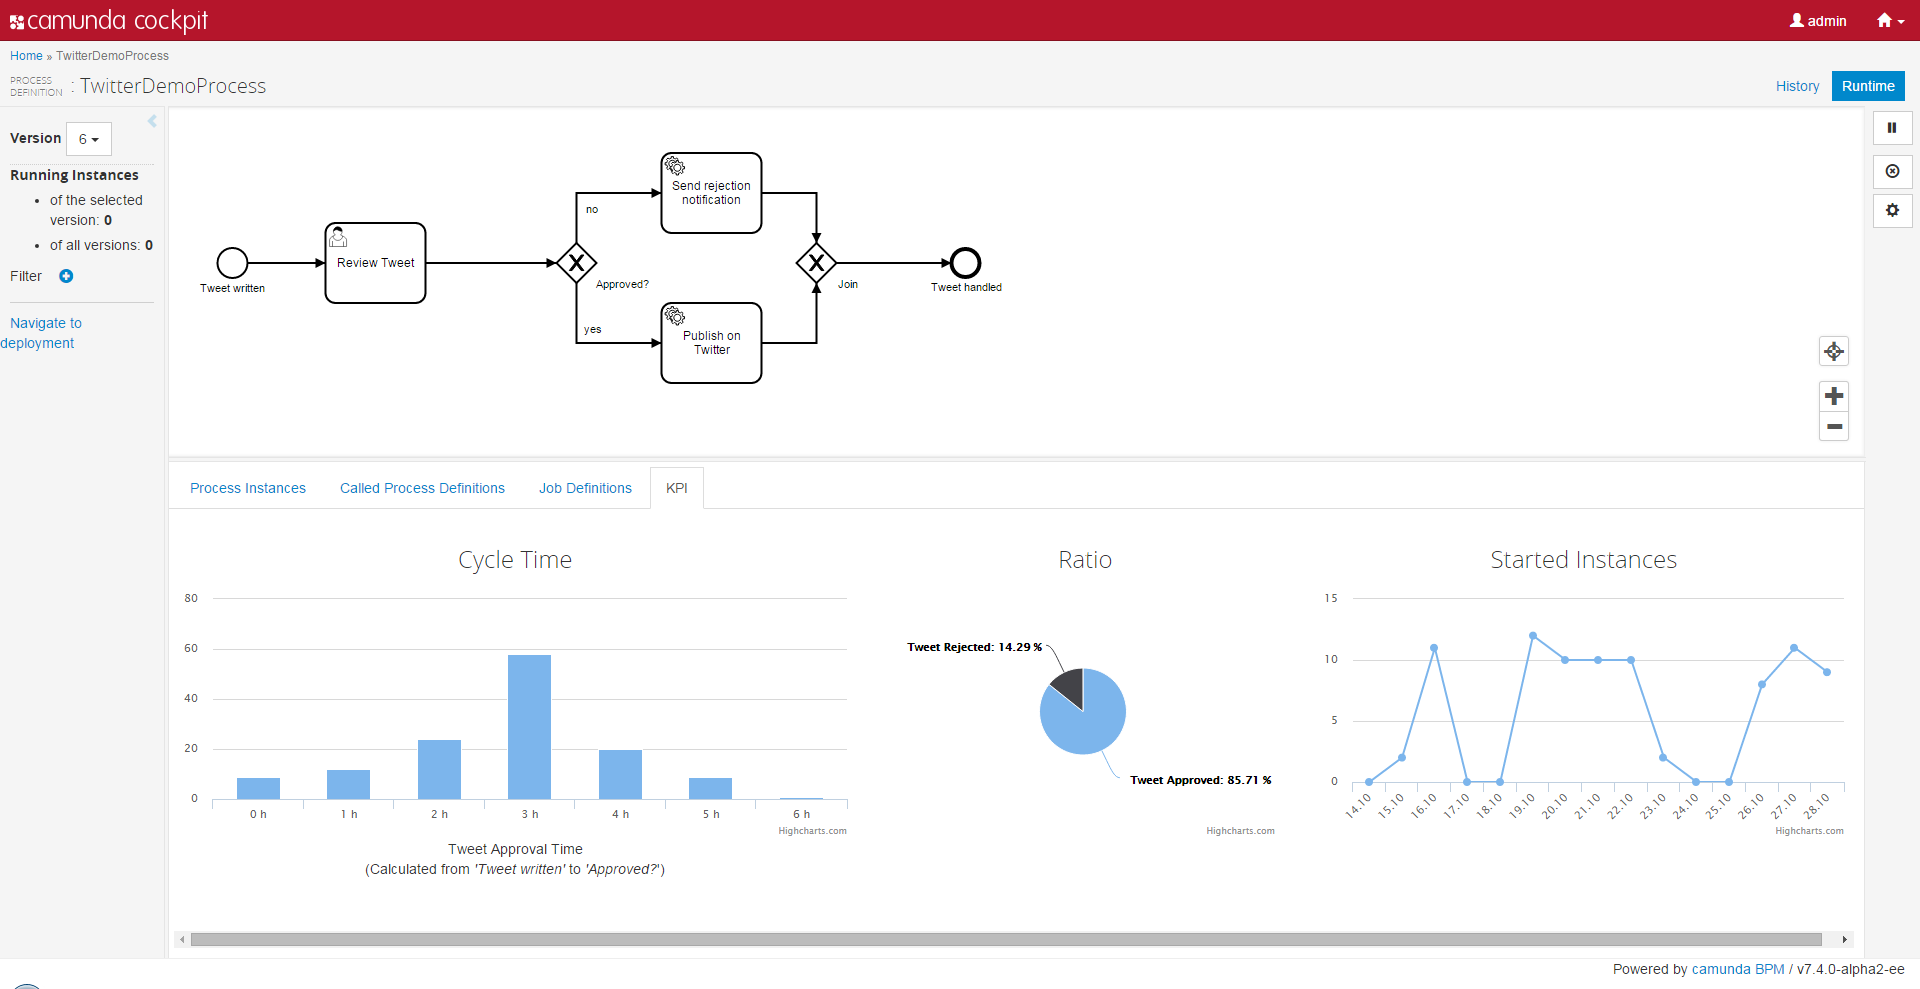 camunda cockpit
admin
Home » TwitterDemoProcess
PROCESS
DEFINITION : TwitterDemoProcess
History
Runtime
Version 6
Running Instances
of the selected
version: 0
of all versions: 0
Filter
Navigate to
deployment
Tweet written
Review Tweet
no
Approved?
yes
Send rejection
notification
Publish on
Twitter
Join
Tweet handled
Process Instances
Called Process Definitions
Job Definitions
KPI
Cycle Time
80
60
40
20
0
0 h
1 h
2 h
3 h
4 h
5 h
6 h
Highcharts.com
Tweet Approval Time
(Calculated from 'Tweet written' to 'Approved?')
Ratio
Tweet Rejected: 14.29 %
Tweet Approved: 85.71 %
Highcharts.com
Started Instances
15
10
5
0
14.10
15.10
16.10
17.10
18.10
19.10
20.10
21.10
22.10
23.10
24.10
25.10
26.10
27.10
28.10
Highcharts.com
Powered by camunda BPM / v7.4.0-alpha2-ee